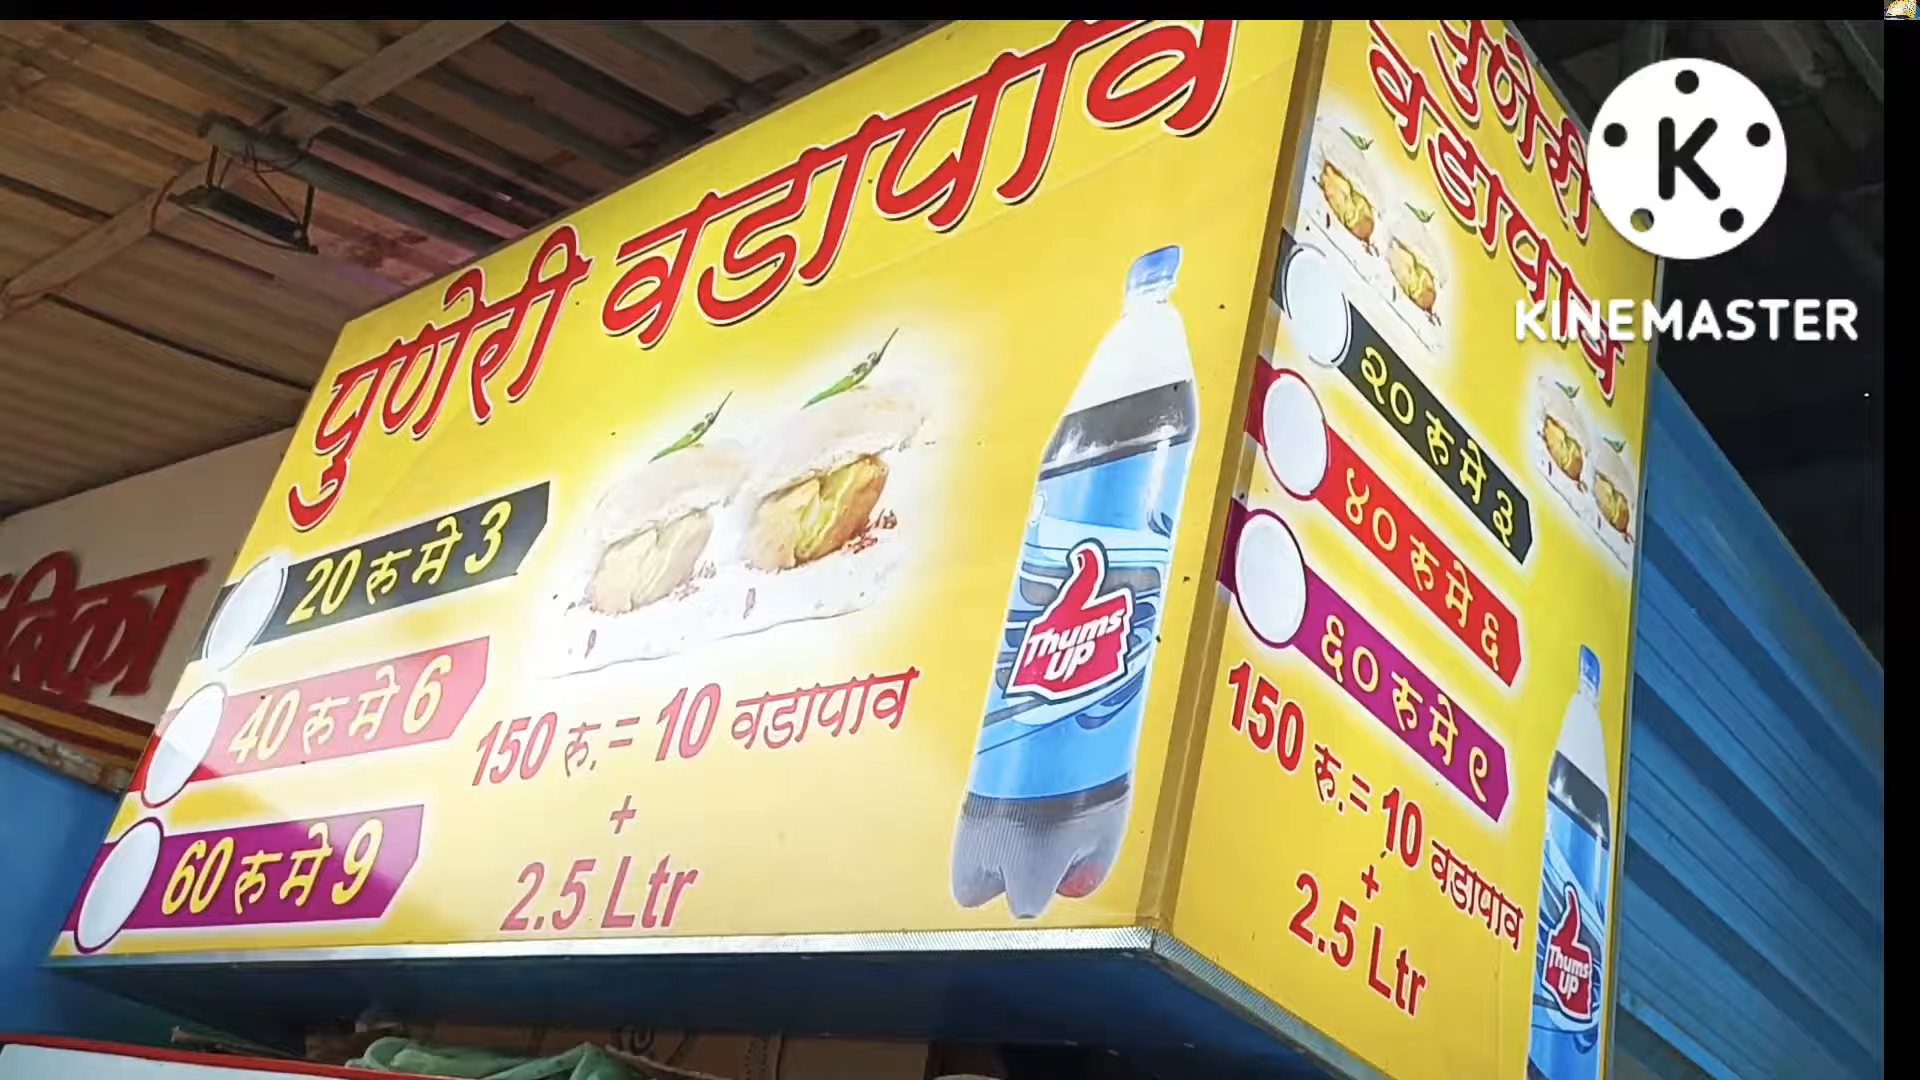 पुणेरी वडापाव
20 रु मे 3
40 रु मे 6
60 रु मे 9
150 रु. = 10 वडापाव
+
2.5 Ltr
Thums
UP
पुणेरी
वडापाव
२० रु मे ३
४० रु मे ६
६० रु मे ९
150 रु. = 10 वडापाव
+
2.5 Ltr
Thums
UP
K
KINEMASTER